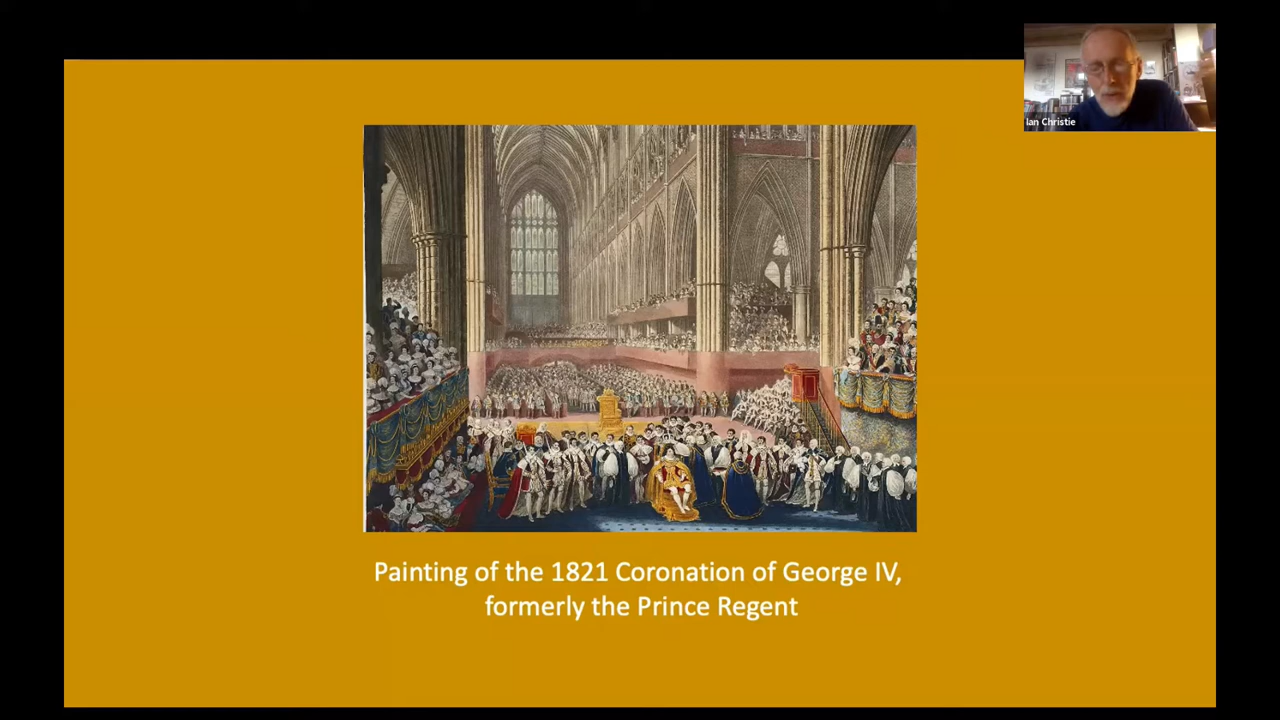 Ian Christie
Painting of the 1821 Coronation of George IV,
formerly the Prince Regent